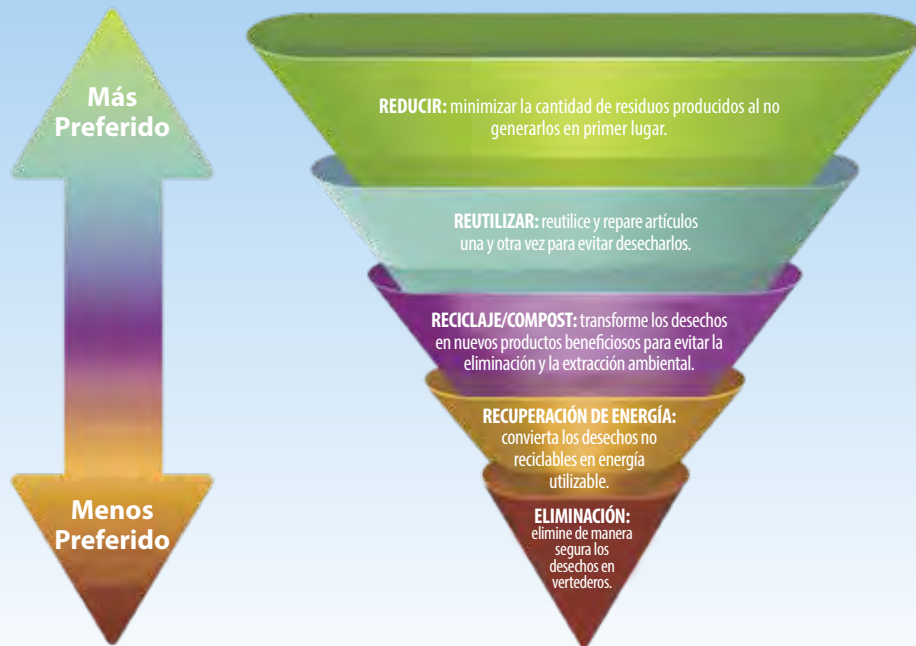 Más
Preferido
REDUCIR: minimizar la cantidad de residuos producidos al no
generarlos en primer lugar.
REUTILIZAR: reutilice y repare artículos
una y otra vez para evitar desecharlos.
RECICLAJE/COMPOST: transforme los desechos
en nuevos productos beneficiosos para evitar la
eliminación y la extracción ambiental.
RECUPERACIÓN DE ENERGÍA:
convierta los desechos no
reciclables en energía
utilizable.
Menos
Preferido
ELIMINACIÓN:
elimine de manera
segura los
desechos en
vertederos.